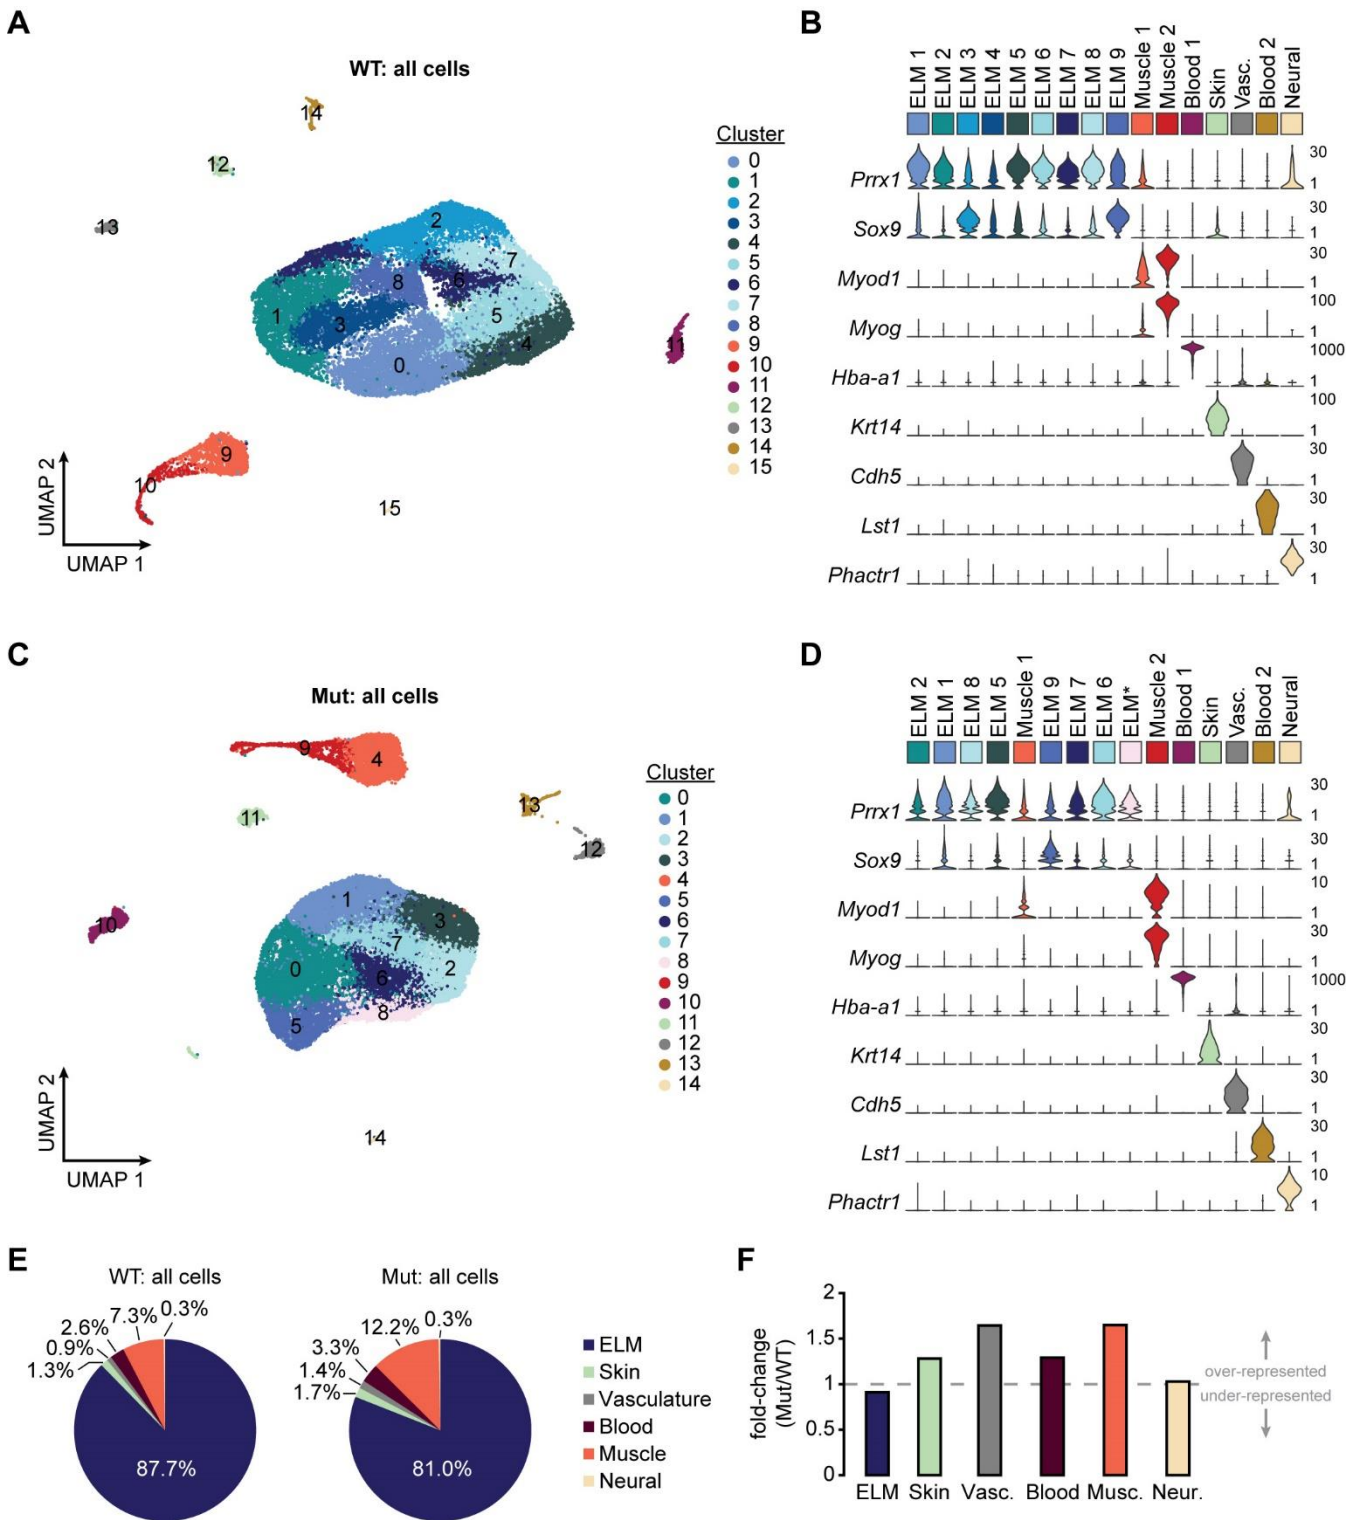 A
WT: all cells
14
12
13
2
7
6
8
1
3
5
4
0
11
9
10
15
UMAP 2
UMAP 1
Cluster
0
1
2
3
4
5
6
7
8
9
10
11
12
13
14
15
B
ELM 1
ELM 2
ELM 3
ELM 4
ELM 5
ELM 6
ELM 7
ELM 8
ELM 9
Muscle 1
Muscle 2
Blood 1
Skin
Vasc.
Blood 2
Neural
Prrx1 30 1
Sox9 30 1
Myod1 30 1
Myog 100 1
Hba-a1 1000 1
Krt14 100 1
Cdh5 30 1
Lst1 30 1
Phactr1 30 1
C
Mut: all cells
9
4
11
13
12
10
1
3
7
0
6
2
5
8
14
UMAP 2
UMAP 1
Cluster
0
1
2
3
4
5
6
7
8
9
10
11
12
13
14
D
ELM 2
ELM 1
ELM 8
ELM 5
Muscle 1
ELM 9
ELM 7
ELM 6
ELM*
Muscle 2
Blood 1
Skin
Vasc.
Blood 2
Neural
Prrx1 30 1
Sox9 30 1
Myod1 10 1
Myog 30 1
Hba-a1 1000 1
Krt14 30 1
Cdh5 30 1
Lst1 30 1
Phactr1 10 1
E
WT: all cells
0.3%
7.3%
2.6%
0.9%
1.3%
87.7%
Mut: all cells
0.3%
12.2%
3.3%
1.4%
1.7%
81.0%
ELM
Skin
Vasculature
Blood
Muscle
Neural
F
fold-change
(Mut/WT)
2
1.5
1
0.5
0
over-represented
under-represented
ELM Skin Vasc. Blood Musc. Neur.